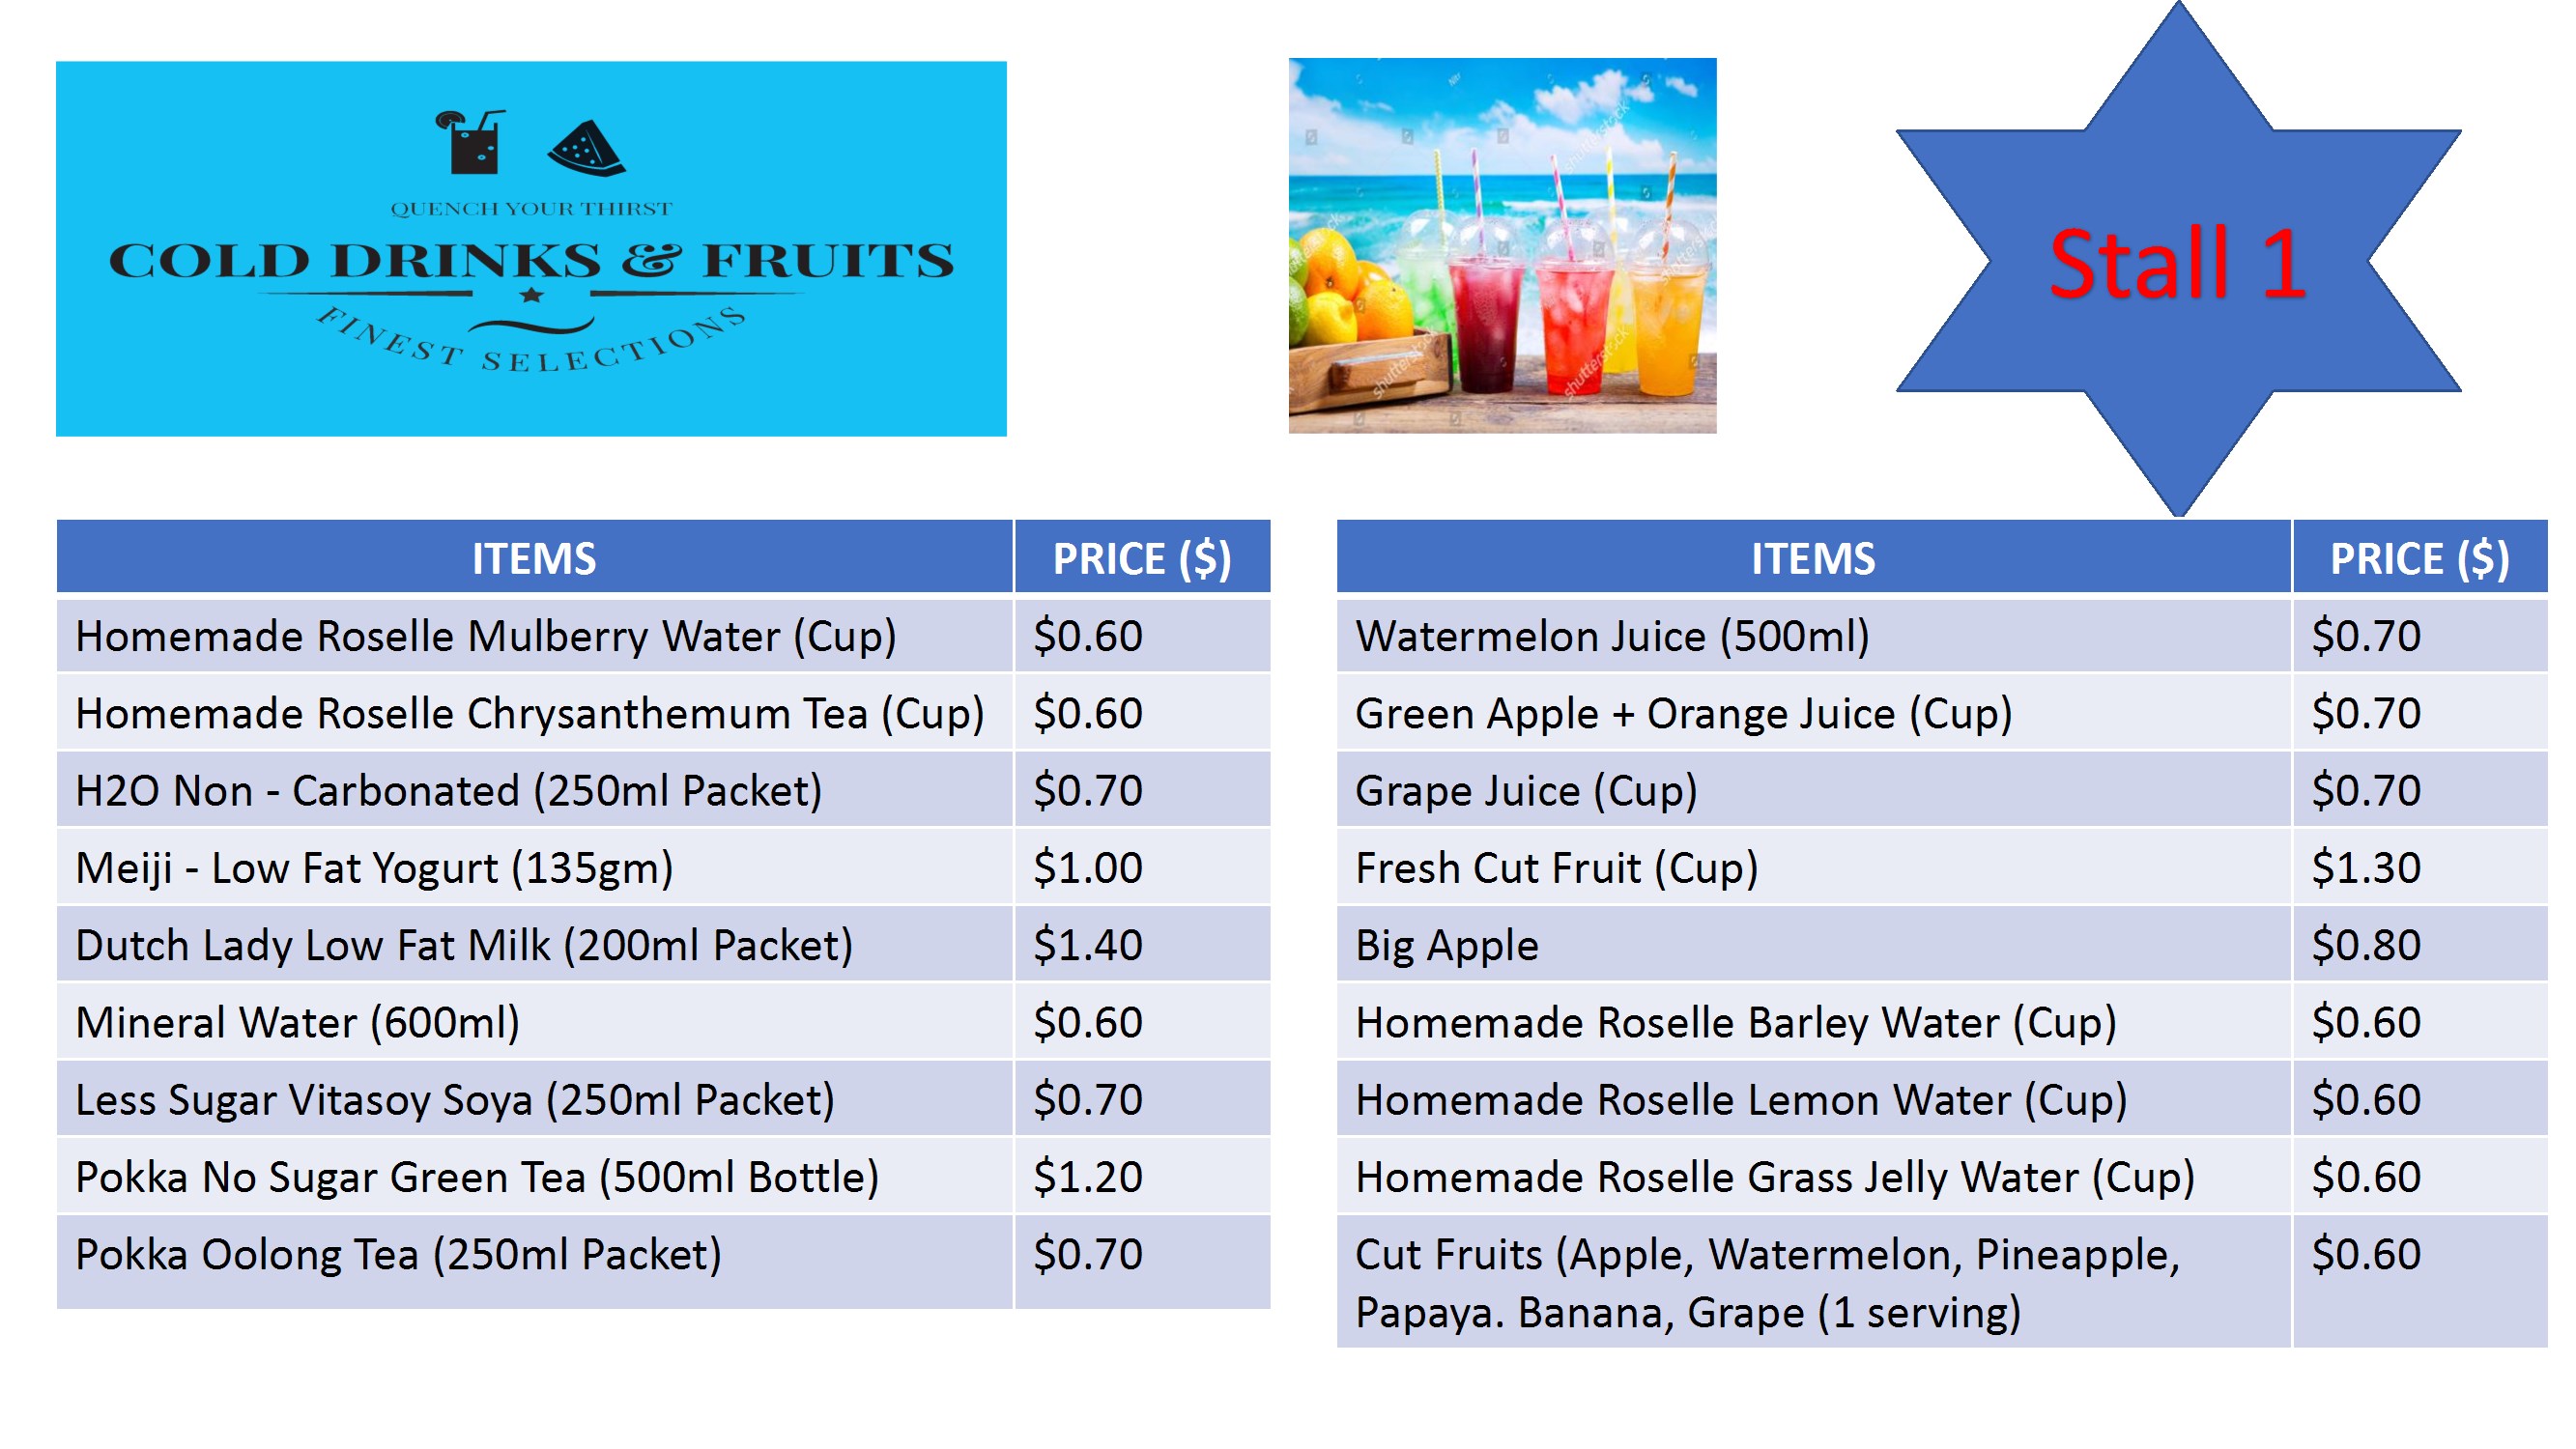 QUENCH YOUR THIRST
COLD DRINKS & FRUITS
FINEST SELECTIONS
shutterstock
shutterstock
shutterstock
Stall 1
ITEMS PRICE ($)
Homemade Roselle Mulberry Water (Cup) $0.60
Homemade Roselle Chrysanthemum Tea (Cup) $0.60
H2O Non - Carbonated (250ml Packet) $0.70
Meiji - Low Fat Yogurt (135gm) $1.00
Dutch Lady Low Fat Milk (200ml Packet) $1.40
Mineral Water (600ml) $0.60
Less Sugar Vitasoy Soya (250ml Packet) $0.70
Pokka No Sugar Green Tea (500ml Bottle) $1.20
Pokka Oolong Tea (250ml Packet) $0.70
ITEMS PRICE ($)
Watermelon Juice (500ml) $0.70
Green Apple + Orange Juice (Cup) $0.70
Grape Juice (Cup) $0.70
Fresh Cut Fruit (Cup) $1.30
Big Apple $0.80
Homemade Roselle Barley Water (Cup) $0.60
Homemade Roselle Lemon Water (Cup) $0.60
Homemade Roselle Grass Jelly Water (Cup) $0.60
Cut Fruits (Apple, Watermelon, Pineapple, $0.60
Papaya. Banana, Grape (1 serving)